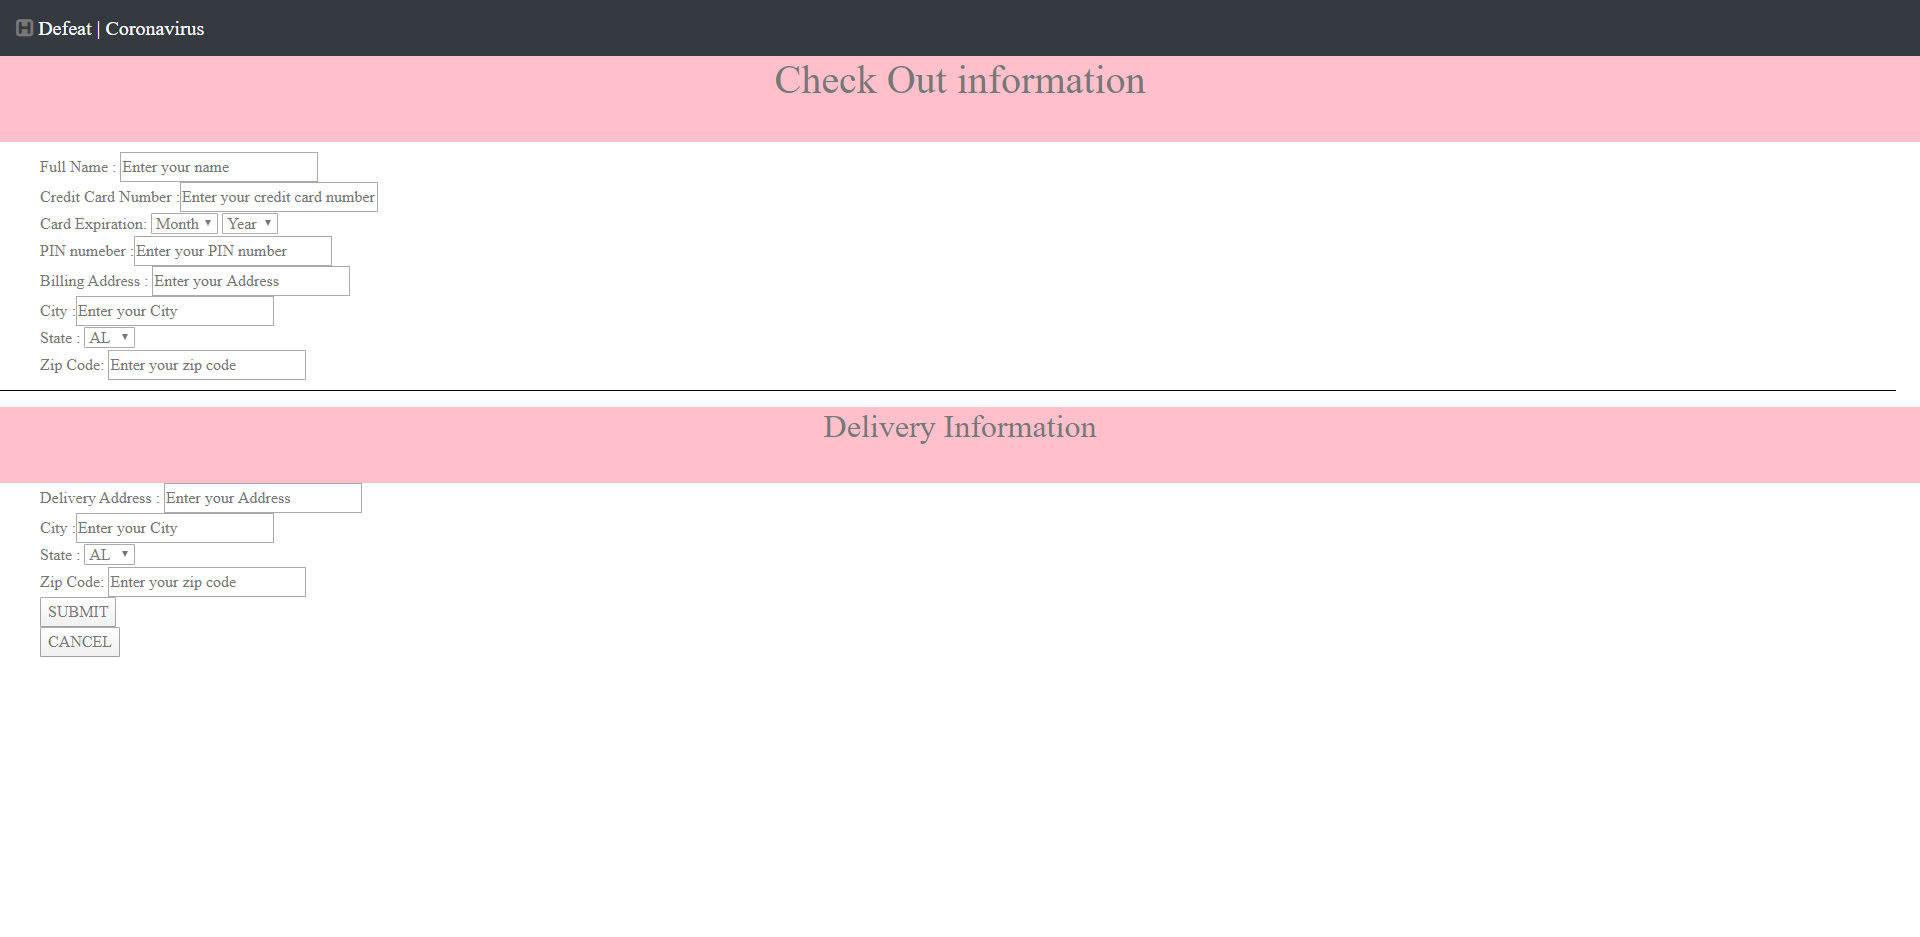 H Defeat | Coronavirus
Check Out information
Full Name : Enter your name
Credit Card Number :Enter your credit card number
Card Expiration: Month Year
PIN numeber :Enter your PIN number
Billing Address : Enter your Address
City :Enter your City
State : AL
Zip Code: Enter your zip code
Delivery Information
Delivery Address : Enter your Address
City :Enter your City
State : AL
Zip Code: Enter your zip code
SUBMIT
CANCEL